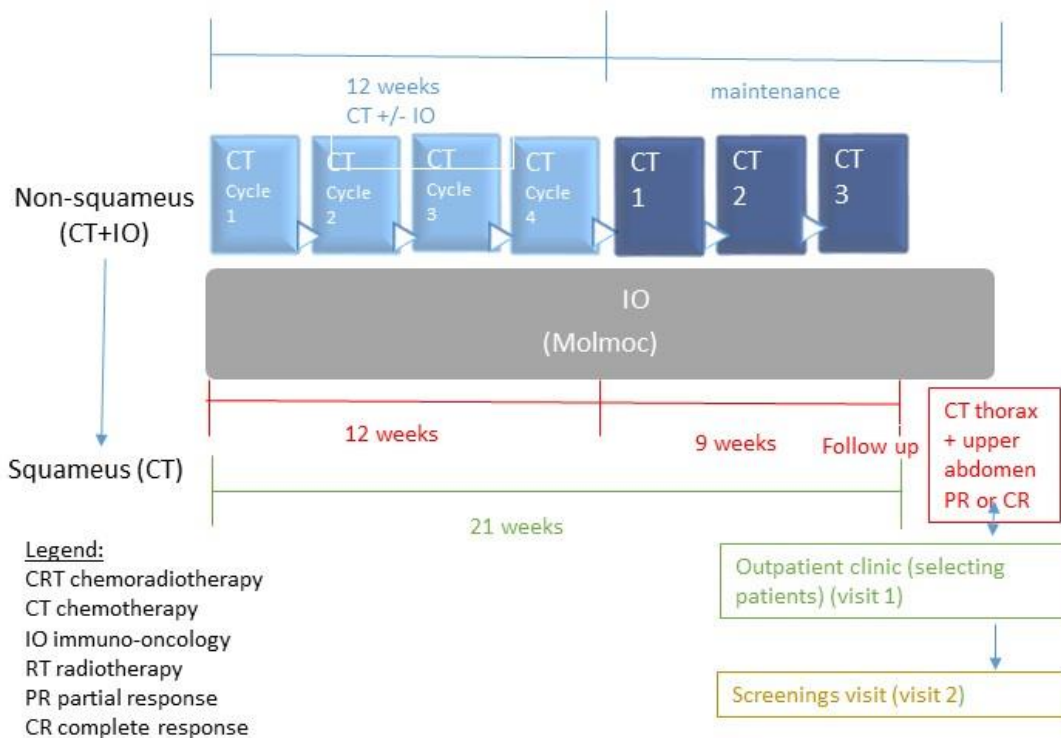 12 weeks
CT +/- IO
maintenance
Non-squameus
(CT+IO)
CT
Cycle
1
CT
Cycle
2
CT
Cycle
3
CT
Cycle
4
CT
1
CT
2
CT
3
IO
(Molmoc)
12 weeks
9 weeks
Follow up
CT thorax
+ upper
abdomen
PR or CR
Squameus (CT)
21 weeks
Legend:
CRT chemoradiotherapy
CT chemotherapy
IO immuno-oncology
RT radiotherapy
PR partial response
CR complete response
Outpatient clinic (selecting
patients) (visit 1)
Screenings visit (visit 2)